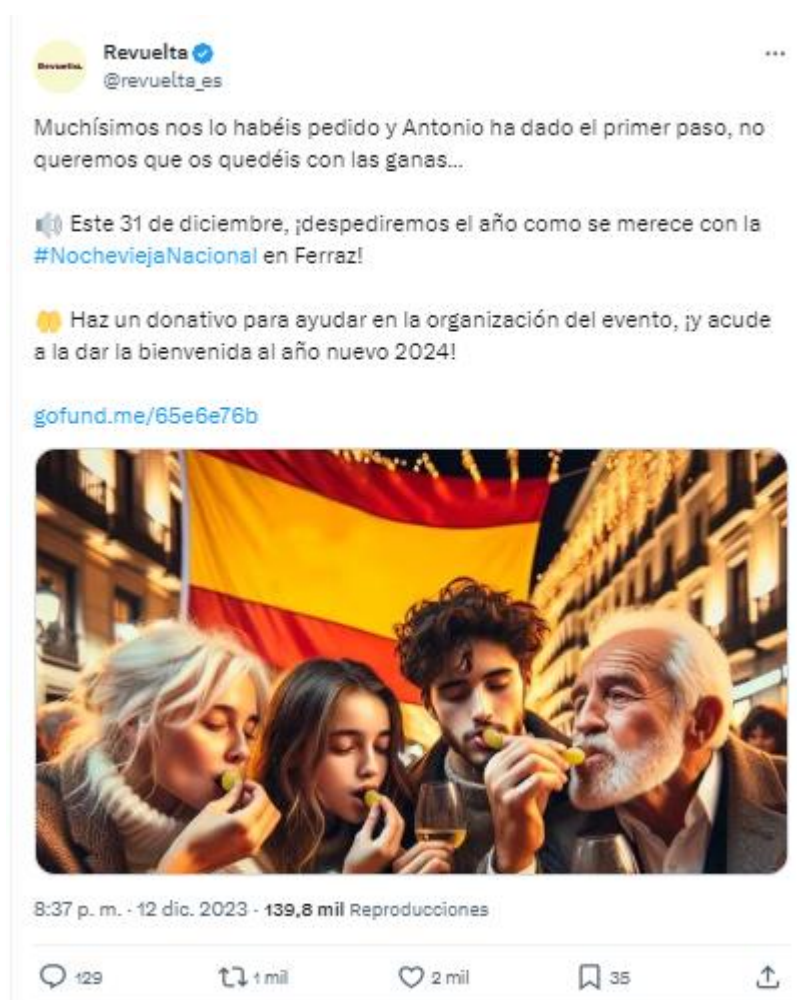 Revuelta
Revuelta.
@revuelta_es
Muchísimos nos lo habéis pedido y Antonio ha dado el primer paso, no
queremos que os quedéis con las ganas...
Este 31 de diciembre, ¡despediremos el año como se merece con la
#NocheviejaNacional en Ferraz!
Haz un donativo para ayudar en la organización del evento, ¡y acude
a la dar la bienvenida al año nuevo 2024!
gofund.me/65e6e76b
8:37 p. m. · 12 dic. 2023 · 139,8 mil Reproducciones
129 1 mil 2 mil 35